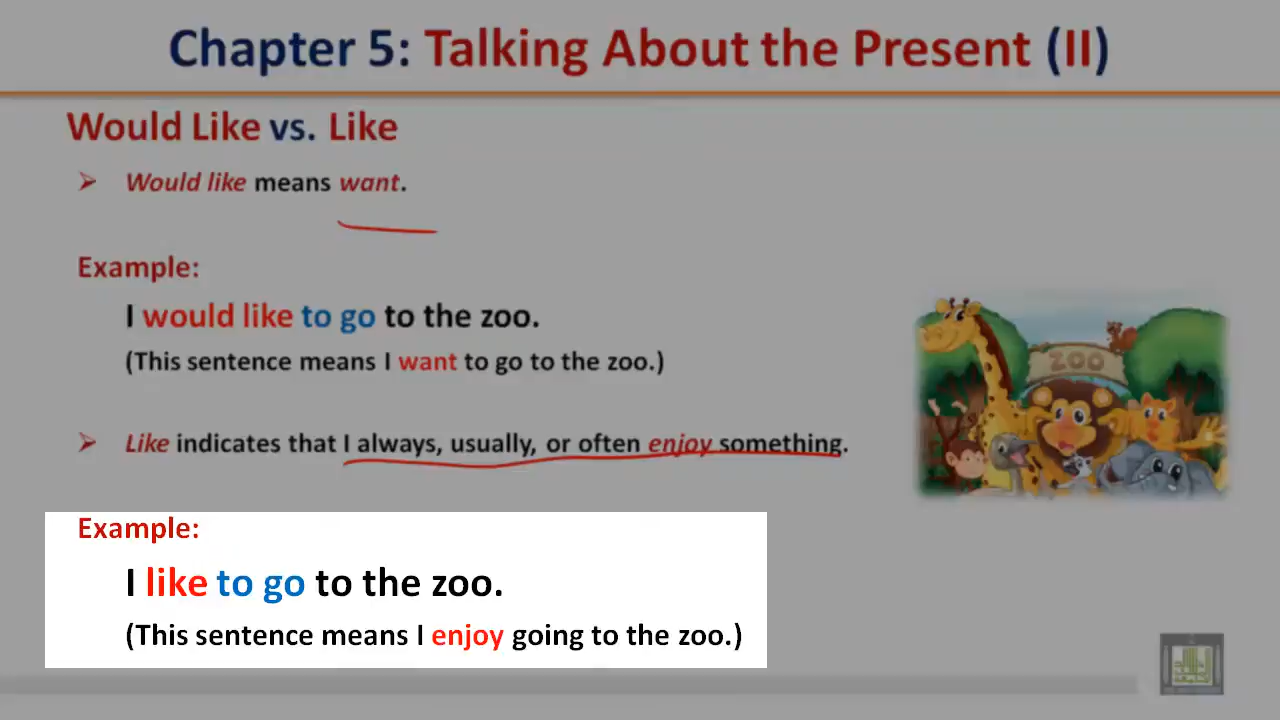 Chapter 5: Talking About the Present (II)
Would Like vs. Like
➢ Would like means want.
Example:
I would like to go to the zoo.
(This sentence means I want to go to the zoo.)
ZOO
➢ Like indicates that I always, usually, or often enjoy something.
Example:
I like to go to the zoo.
(This sentence means I enjoy going to the zoo.)